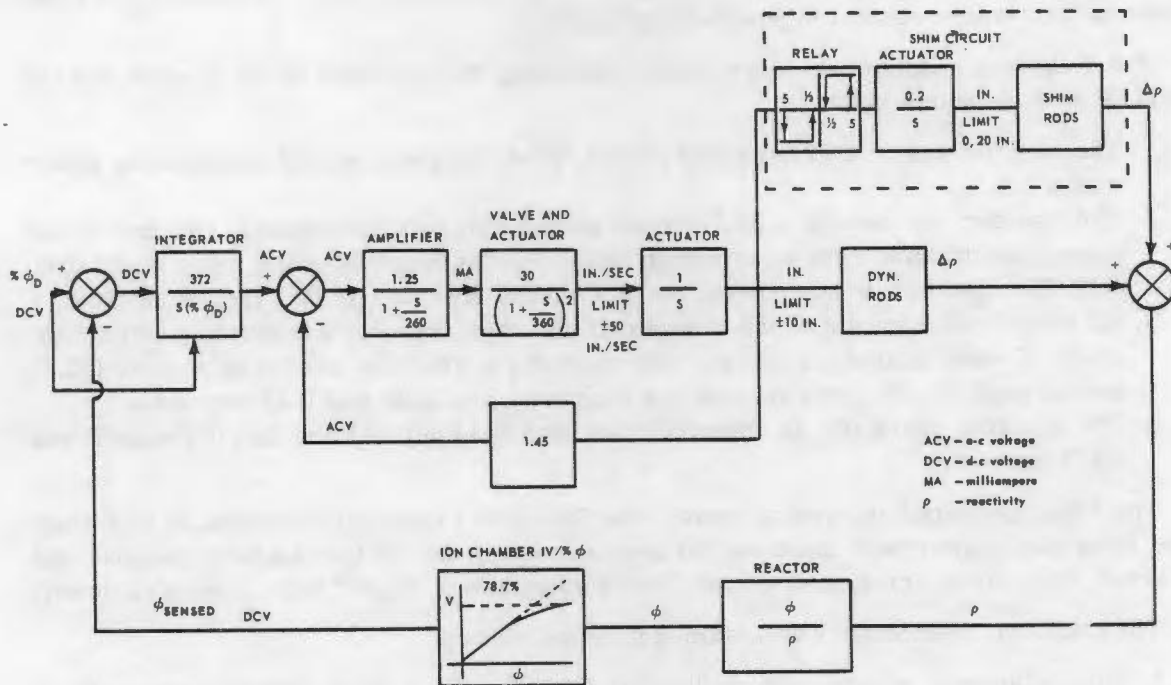 SHIM CIRCUIT
RELAY
ACTUATOR
5 ½
½ 5
0.2
S
IN.
LIMIT
0, 20 IN.
SHIM
RODS
Δρ
VALVE AND
ACTUATOR
INTEGRATOR
AMPLIFIER
ACTUATOR
% φD
DCV
+
-
DCV
372
S(% φD)
ACV
+
-
ACV
1.25
1 + S/260
MA
30
(1 + S/360)²
IN./SEC
LIMIT
±50
IN./SEC
1
S
IN.
LIMIT
±10 IN.
DYN.
RODS
Δρ
+
+
ACV
1.45
ACV – a-c voltage
DCV – d-c voltage
MA – milliampere
ρ – reactivity
ION CHAMBER IV/% φ
78.7%
V
φ
REACTOR
φ
ρ
φ
ρ
φSENSED DCV